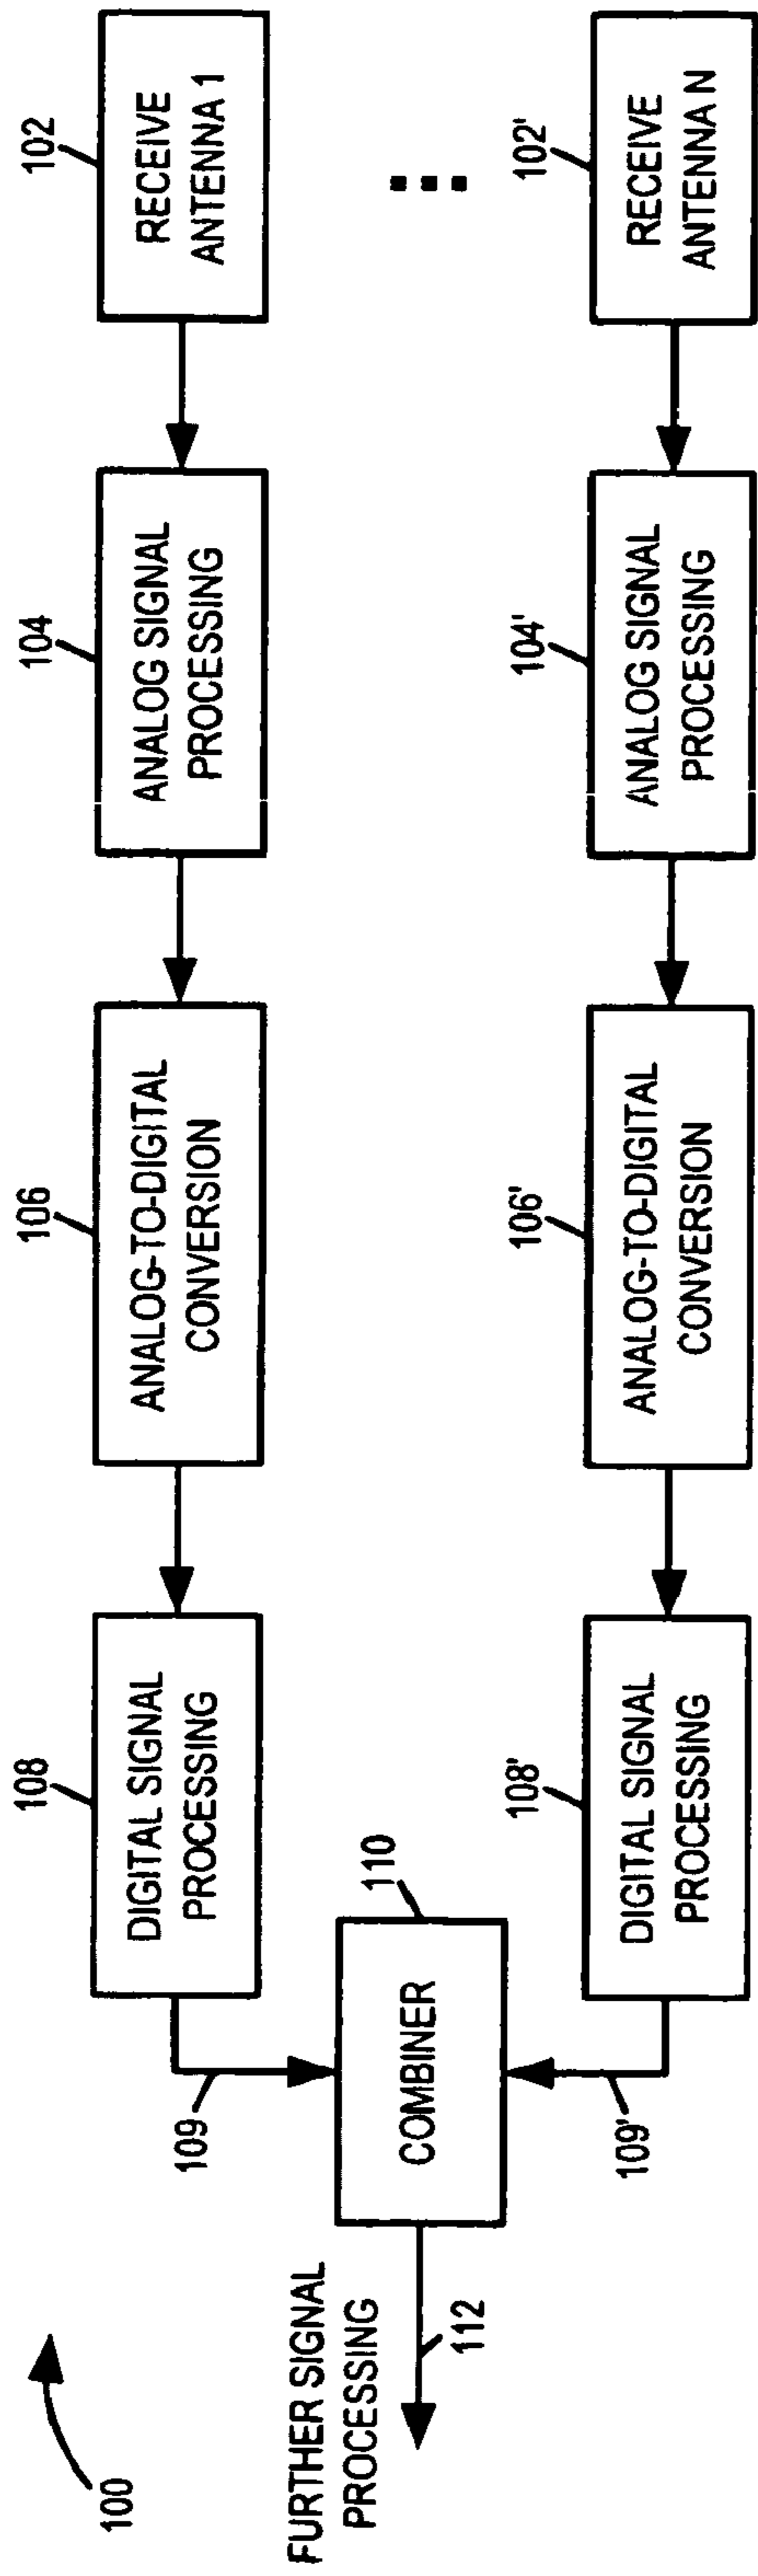 100
FURTHER SIGNAL
PROCESSING
112
109
109'
110
COMBINER
108
DIGITAL SIGNAL
PROCESSING
108'
DIGITAL SIGNAL
PROCESSING
106
ANALOG-TO-DIGITAL
CONVERSION
106'
ANALOG-TO-DIGITAL
CONVERSION
104
ANALOG SIGNAL
PROCESSING
104'
ANALOG SIGNAL
PROCESSING
102
RECEIVE
ANTENNA 1
102'
RECEIVE
ANTENNA N